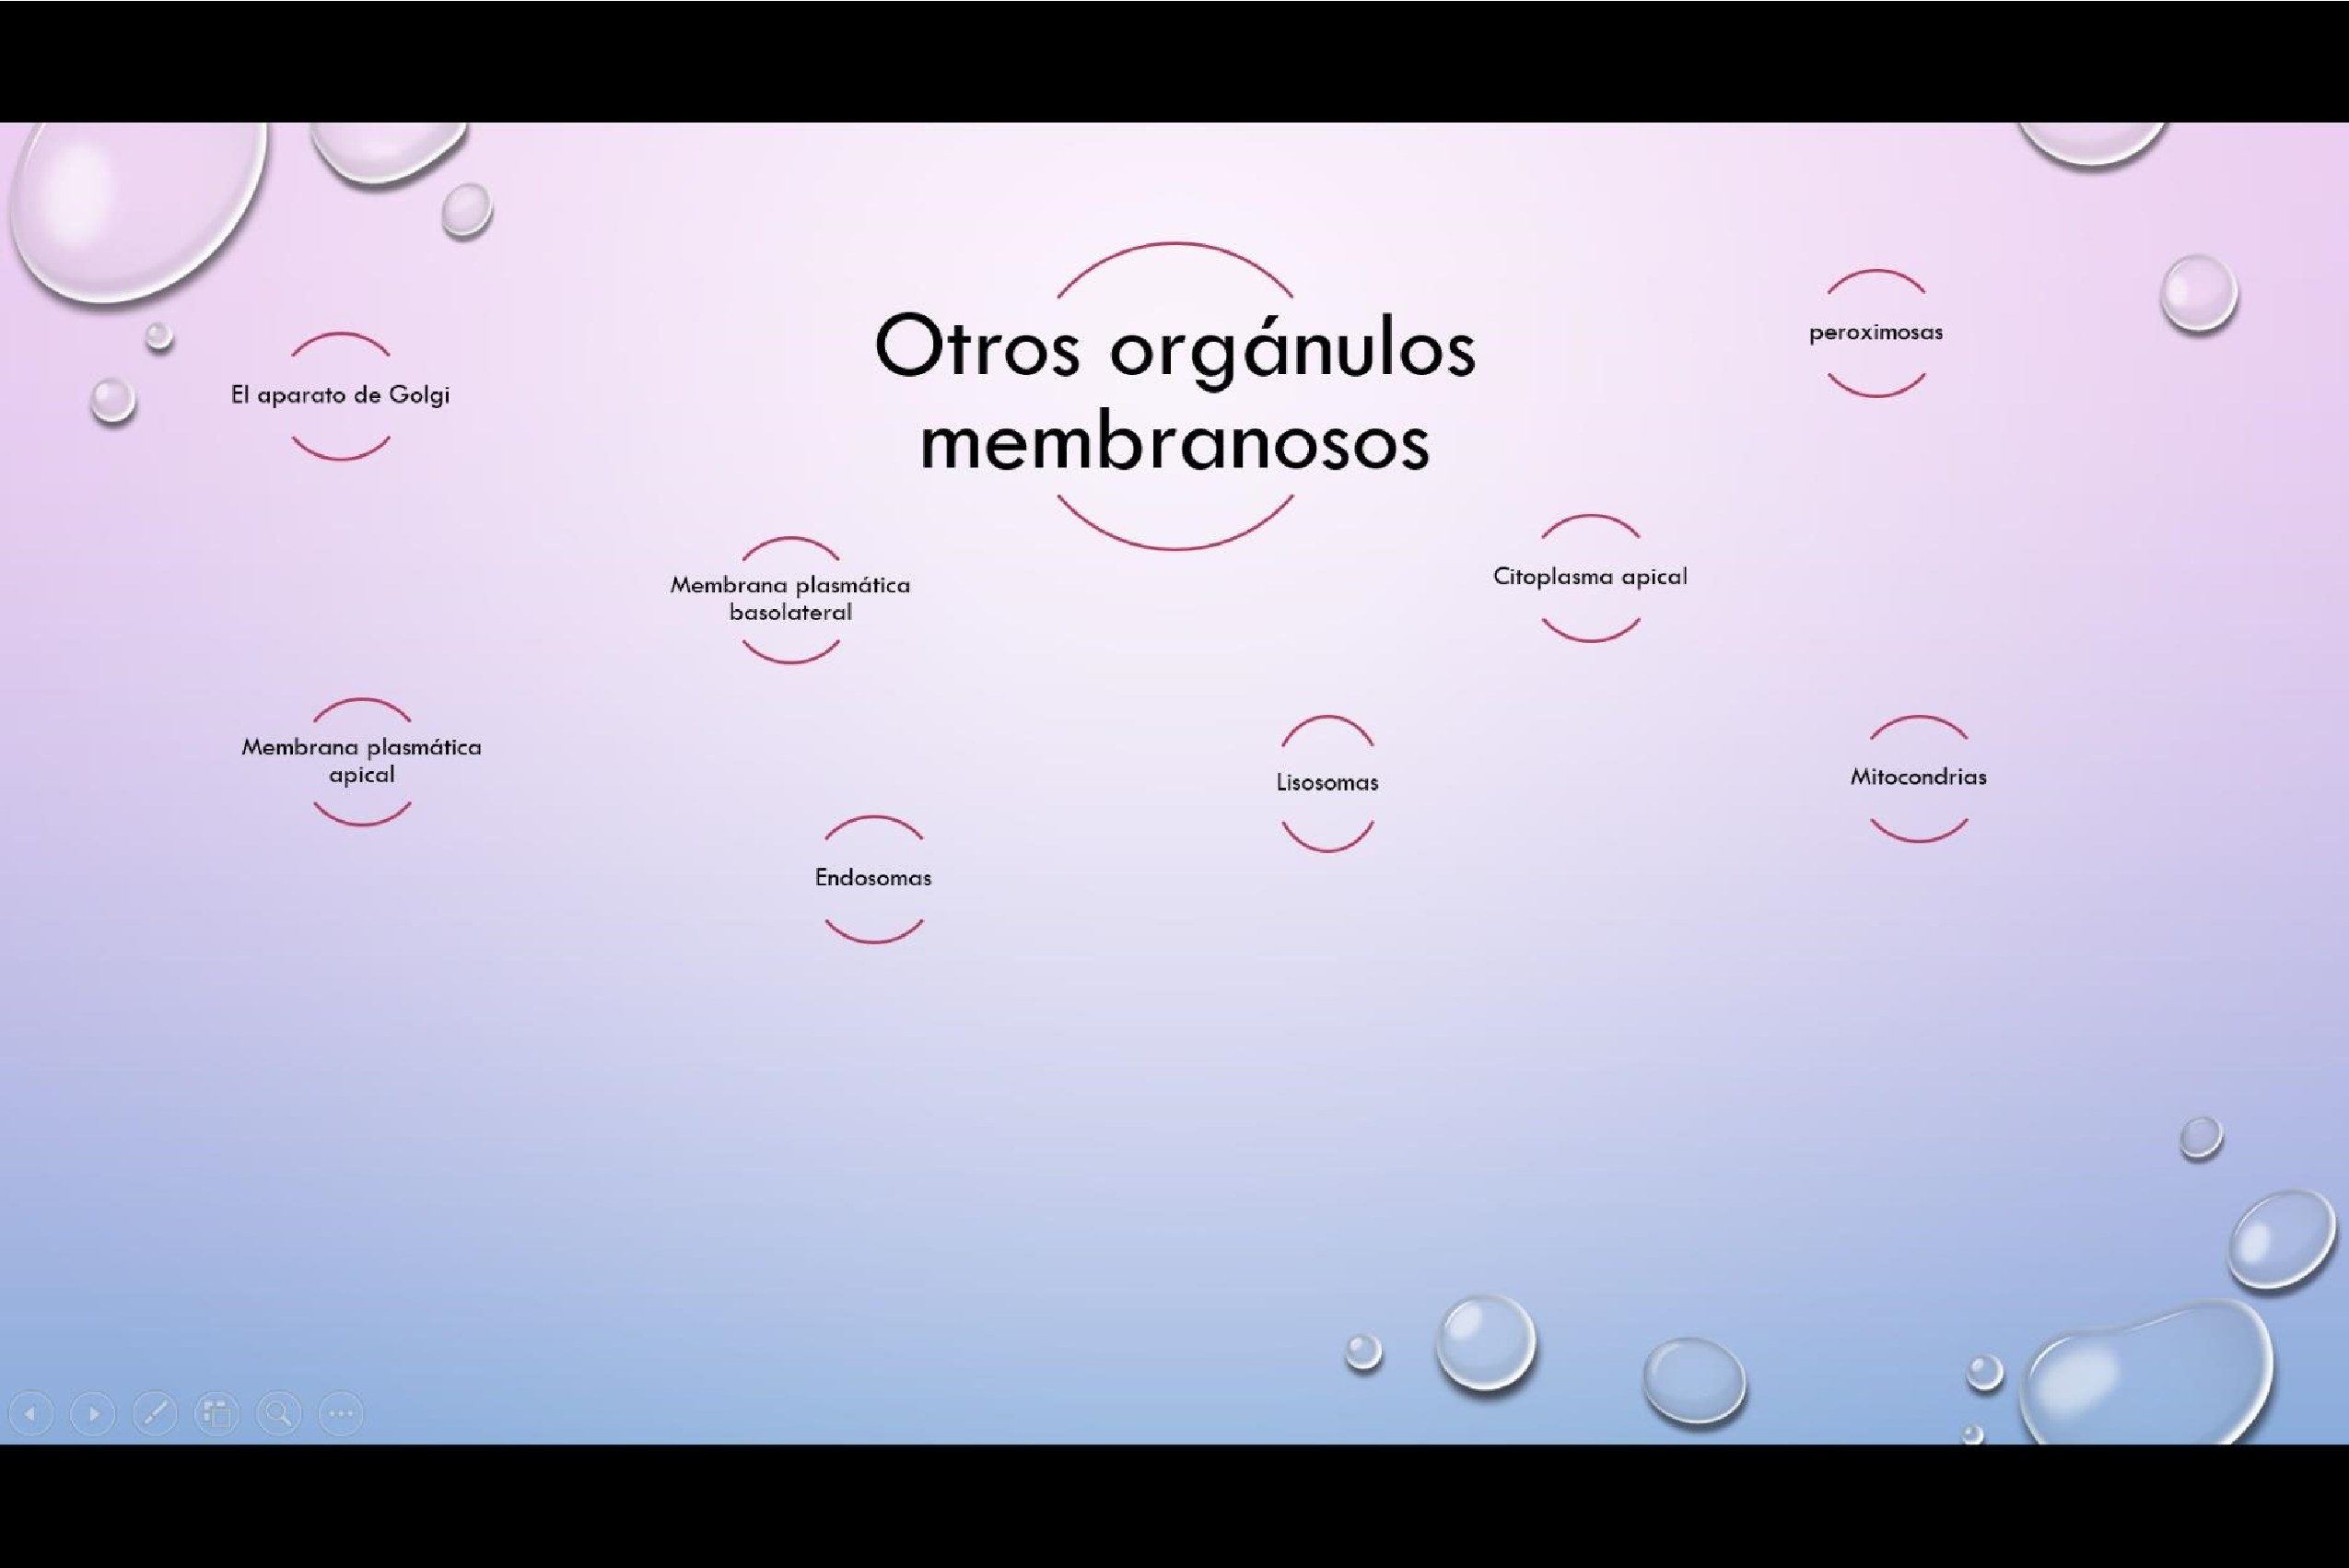 Otros orgánulos
membranosos
peroximosas
El aparato de Golgi
Membrana plasmática
basolateral
Citoplasma apical
Membrana plasmática
apical
Lisosomas
Mitocondrias
Endosomas